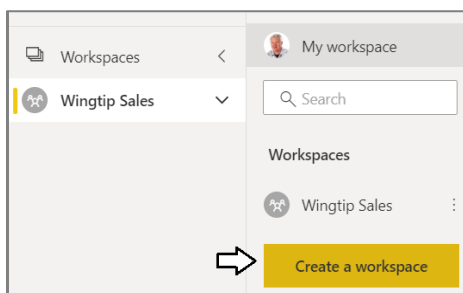 Workspaces
Wingtip Sales
My workspace
Search
Workspaces
Wingtip Sales
Create a workspace